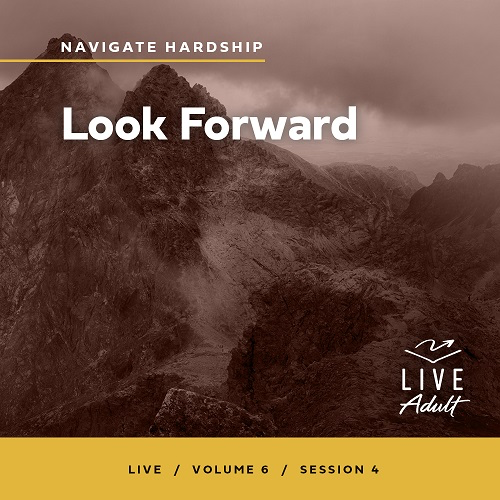 NAVIGATE HARDSHIP
Look Forward
LIVE
Adult
LIVE / VOLUME 6 / SESSION 4